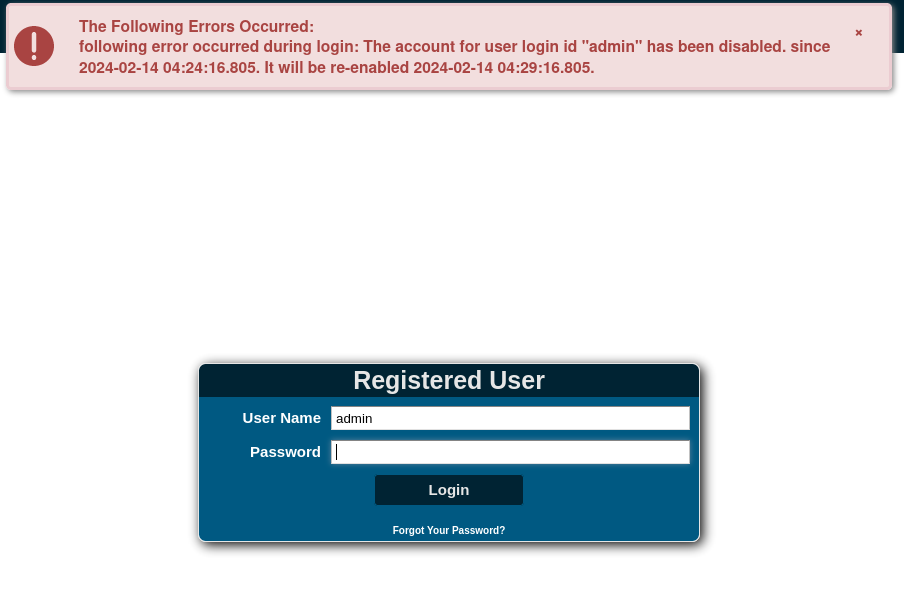 The Following Errors Occurred:
following error occurred during login: The account for user login id "admin" has been disabled. since
2024-02-14 04:24:16.805. It will be re-enabled 2024-02-14 04:29:16.805.
Registered User
User Name admin
Password
Login
Forgot Your Password?